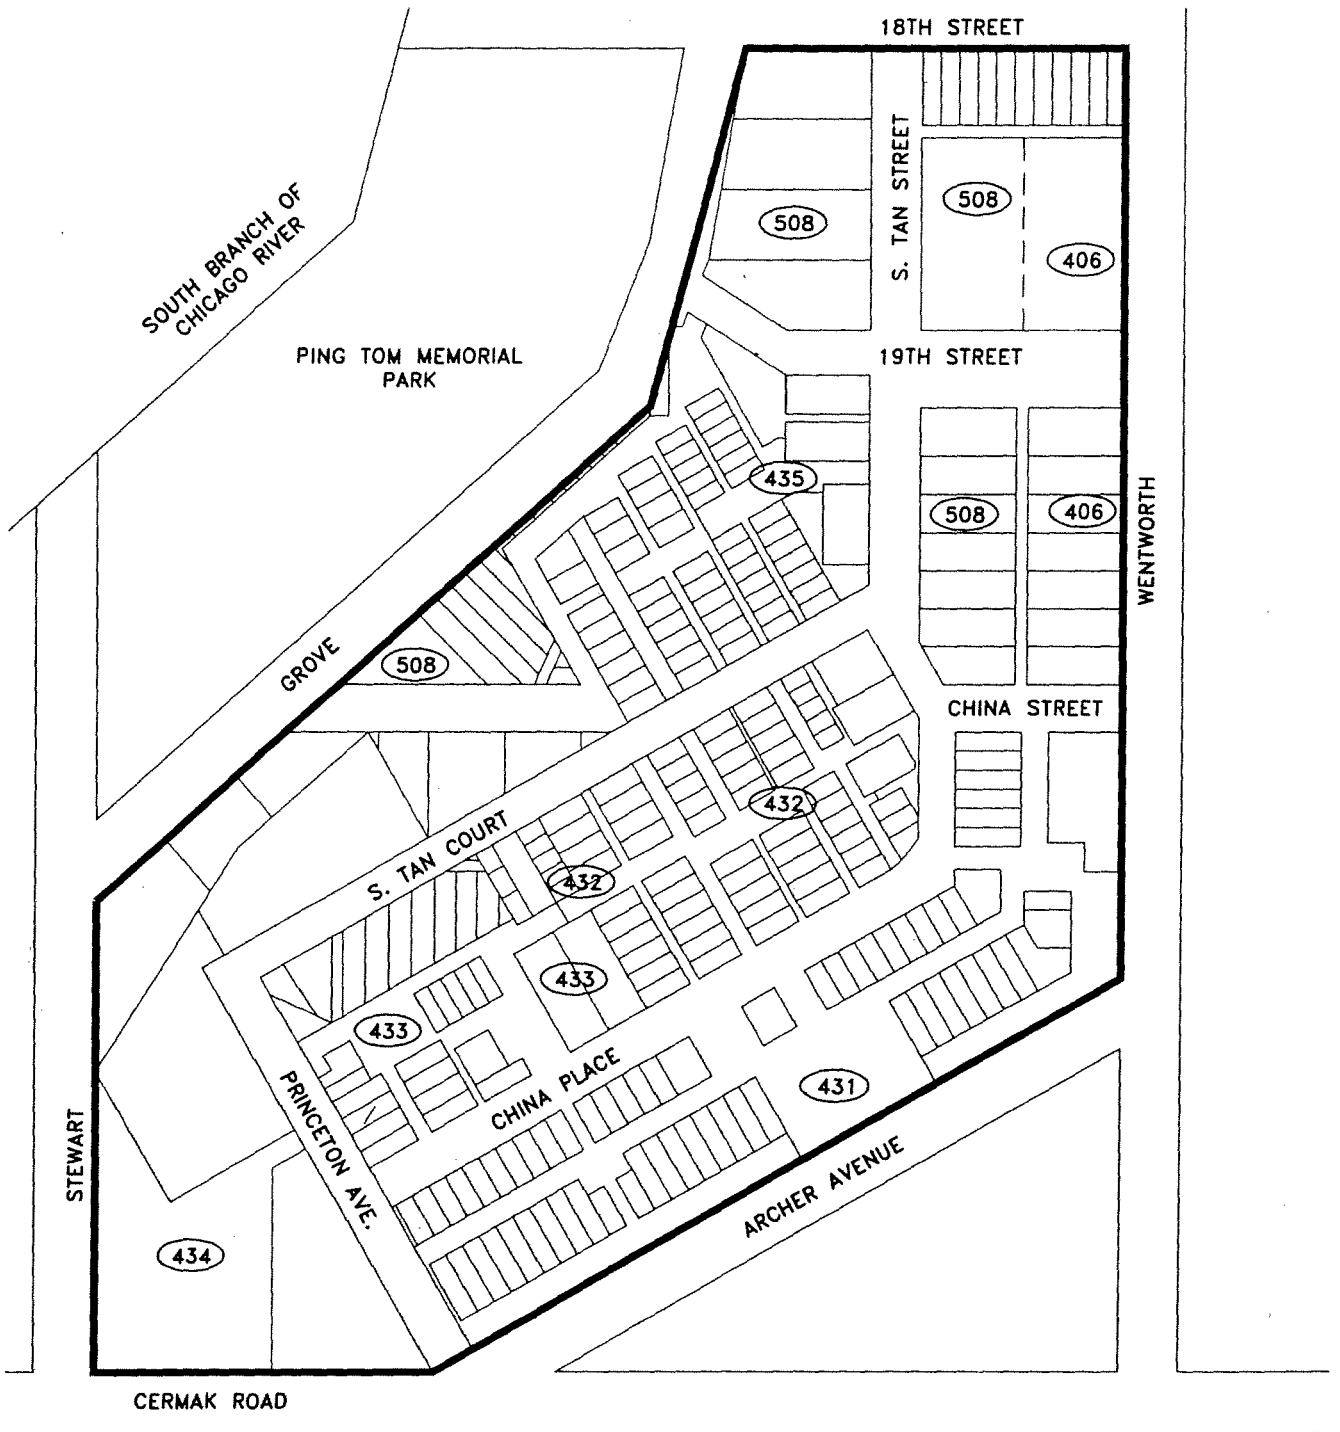 18TH STREET
S. TAN STREET
508
508
406
SOUTH BRANCH OF
CHICAGO RIVER
PING TOM MEMORIAL
PARK
19TH STREET
435
508
406
WENTWORTH
GROVE
508
CHINA STREET
432
S. TAN COURT
432
433
433
CHINA PLACE
431
PRINCETON AVE.
STEWART
ARCHER AVENUE
434
CERMAK ROAD